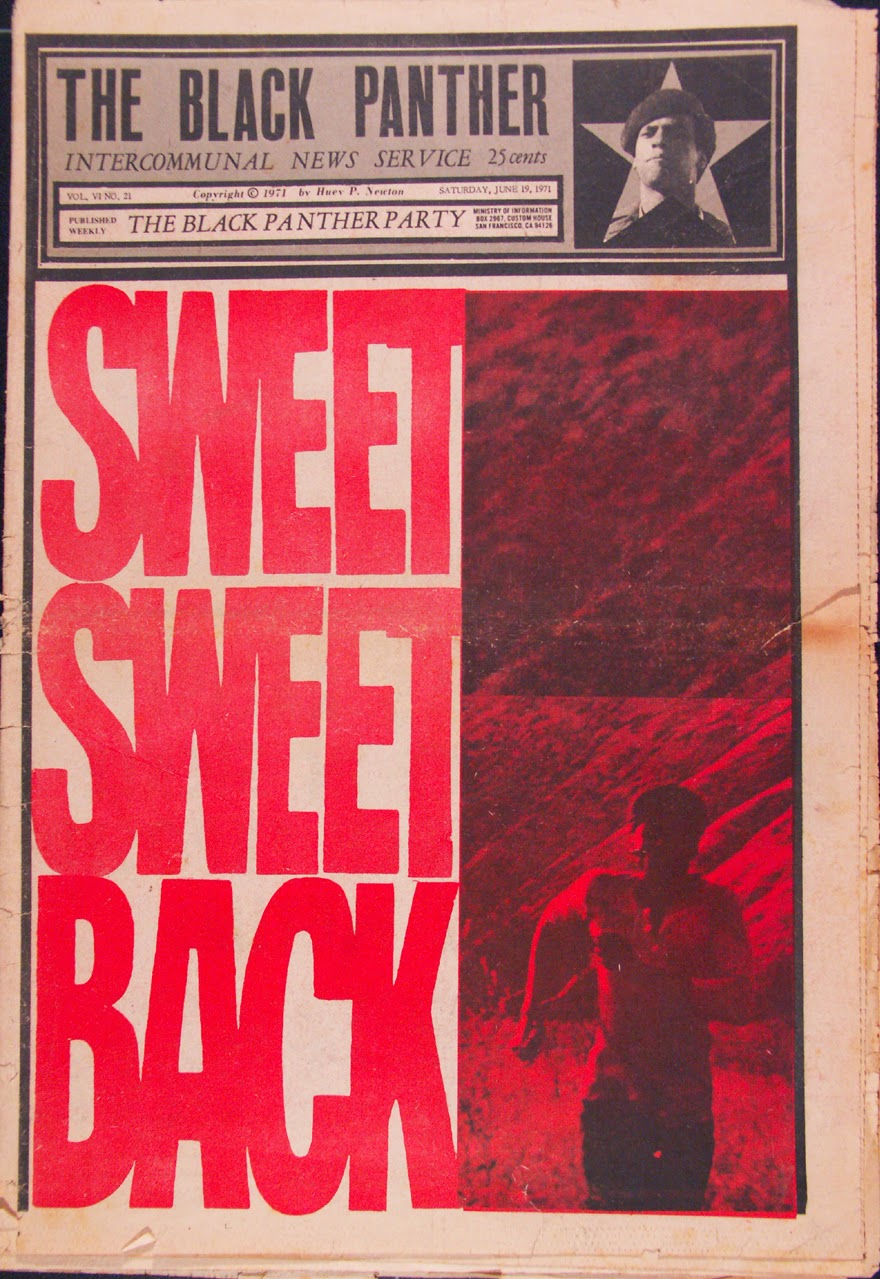 THE BLACK PANTHER
INTERCOMMUNAL NEWS SERVICE 25 cents
VOL. VI NO. 21 Copyright © 1971 by Huey P. Newton SATURDAY, JUNE 19, 1971
PUBLISHED
WEEKLY
THE BLACK PANTHER PARTY
MINISTRY OF INFORMATION
BOX 2967, CUSTOM HOUSE
SAN FRANCISCO, CA 94126
SWEET
SWEET
BACK